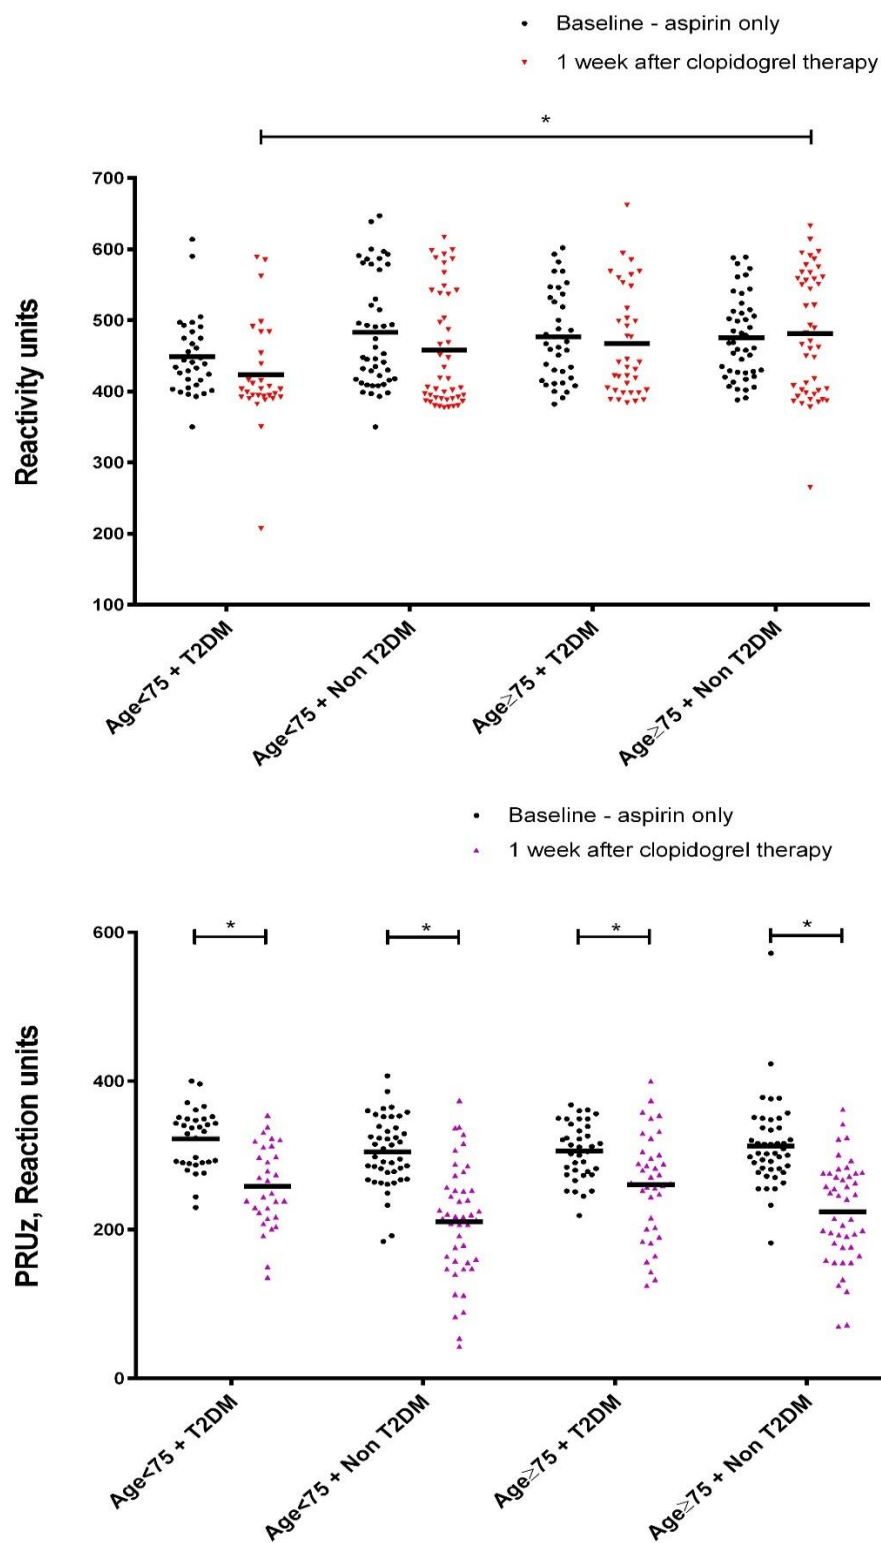 Baseline - aspirin only
1 week after clopidogrel therapy
*
700
600
500
400
300
200
100
Reactivity units
Age<75 + T2DM
Age<75 + Non T2DM
Age≥75 + T2DM
Age≥75 + Non T2DM
Baseline - aspirin only
1 week after clopidogrel therapy
* * * *
600
400
200
0
PRUz, Reaction units
Age<75 + T2DM
Age<75 + Non T2DM
Age≥75 + T2DM
Age≥75 + Non T2DM